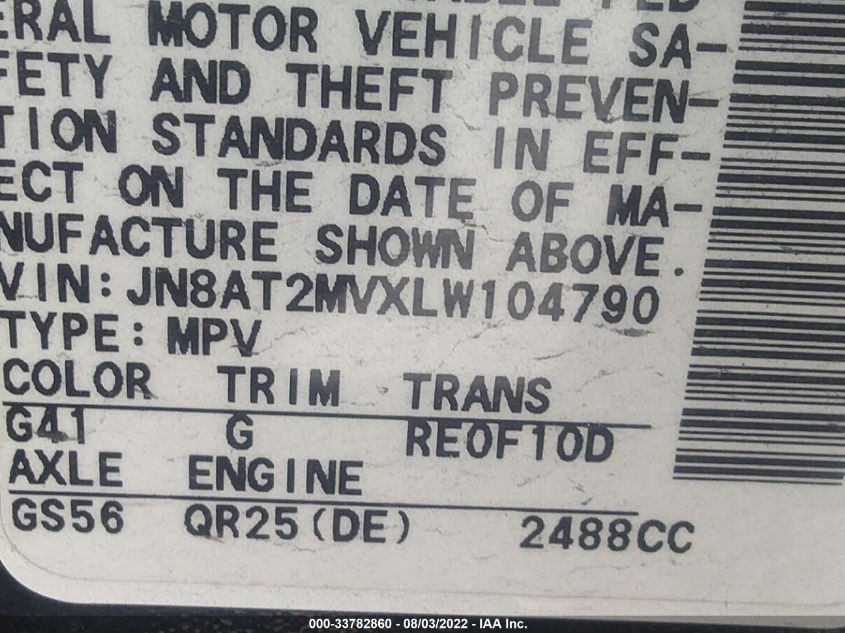 ERAL MOTOR VEHICLE SA-
FETY AND THEFT PREVEN-
TION STANDARDS IN EFF-
ECT ON THE DATE OF MA-
NUFACTURE SHOWN ABOVE.
VIN: JN8AT2MVXLW104790
TYPE: MPV
COLOR TRIM TRANS
G41 G RE0F10D
AXLE ENGINE
GS56 QR25(DE) 2488CC
000-33782860 - 08/03/2022 - IAA Inc.